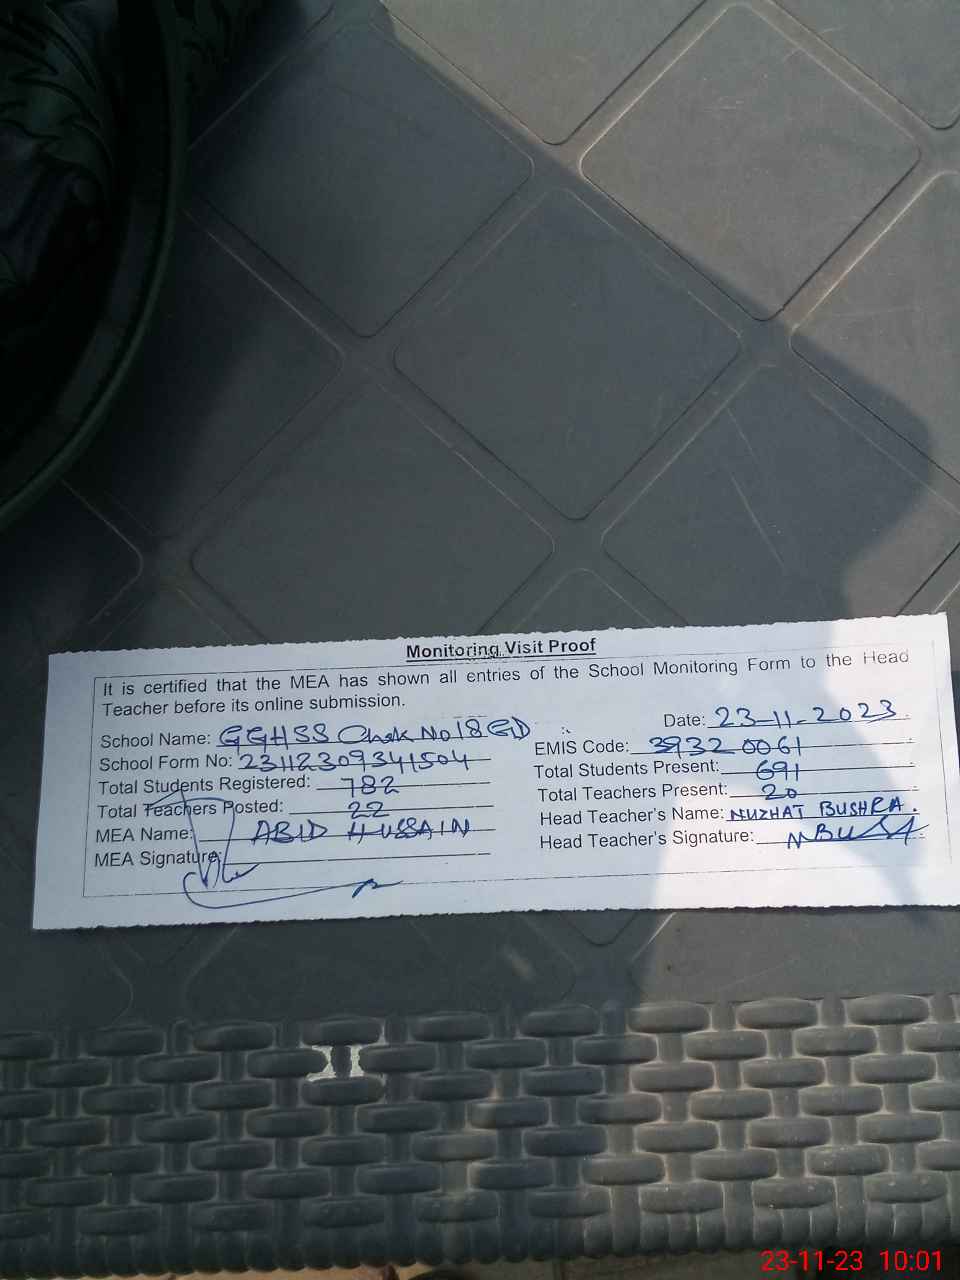 Monitoring Visit Proof
It is certified that the MEA has shown all entries of the School Monitoring Form to the Head
Teacher before its online submission.
School Name: GGHSS Chak No 18 GD
Date: 23-11-2023
School Form No: 23112309341504
EMIS Code: 39320061
Total Students Registered: 782
Total Students Present: 691
Total Teachers Posted: 22
Total Teachers Present: 20
MEA Name: ABID HUSSAIN
Head Teacher's Name: NUZHAT BUSHRA.
MEA Signature:
Head Teacher's Signature:
23-11-23 10:01